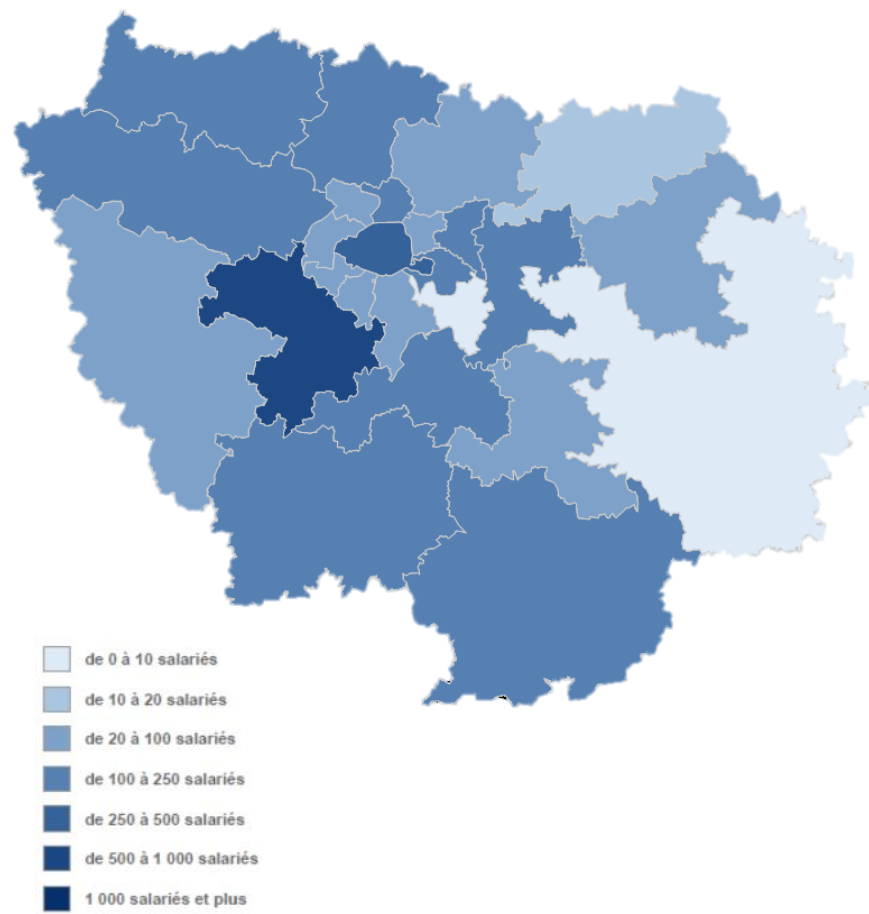 de 0 à 10 salariés
de 10 à 20 salariés
de 20 à 100 salariés
de 100 à 250 salariés
de 250 à 500 salariés
de 500 à 1 000 salariés
1 000 salariés et plus